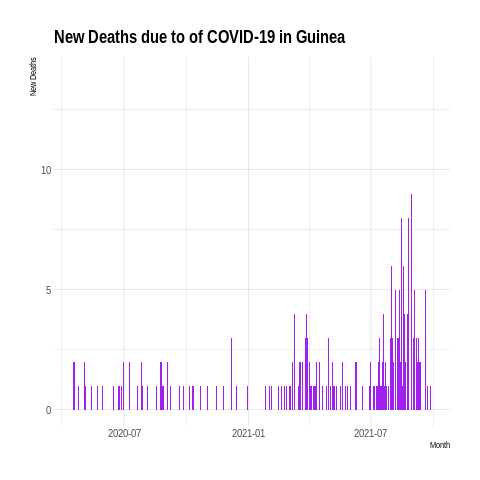 New Deaths due to of COVID-19 in Guinea
New Deaths
10
5
0
2020-07
2021-01
2021-07
Month